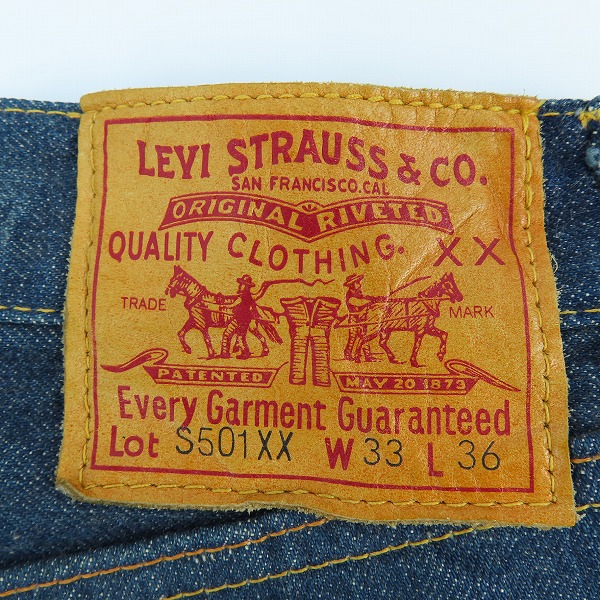 LEVI STRAUSS & CO.
SAN FRANCISCO.CAL
ORIGINAL RIVETED
QUALITY CLOTHING. XX
TRADE MARK
PATENTED MAY 20 1873
Every Garment Guaranteed
Lot S501XX W 33 L 36